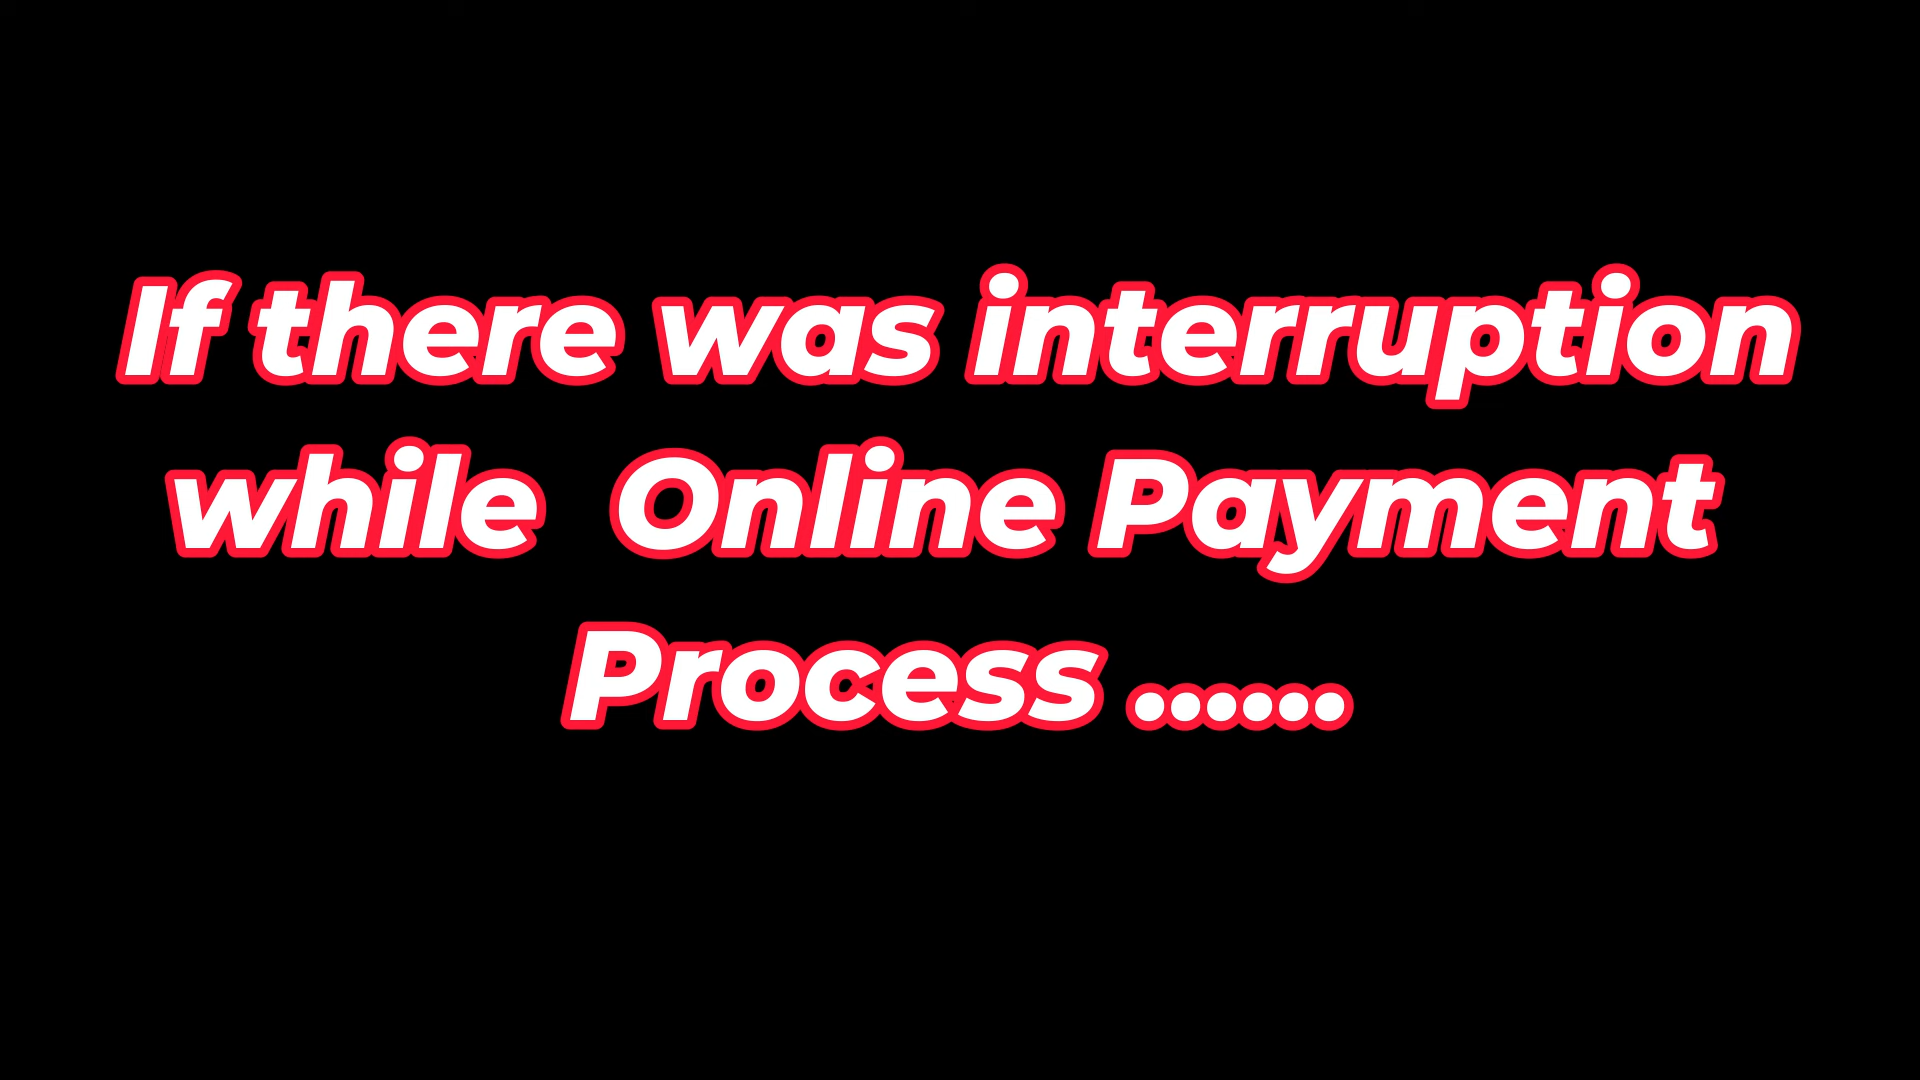 If there was interruption
while  Online Payment
Process ......